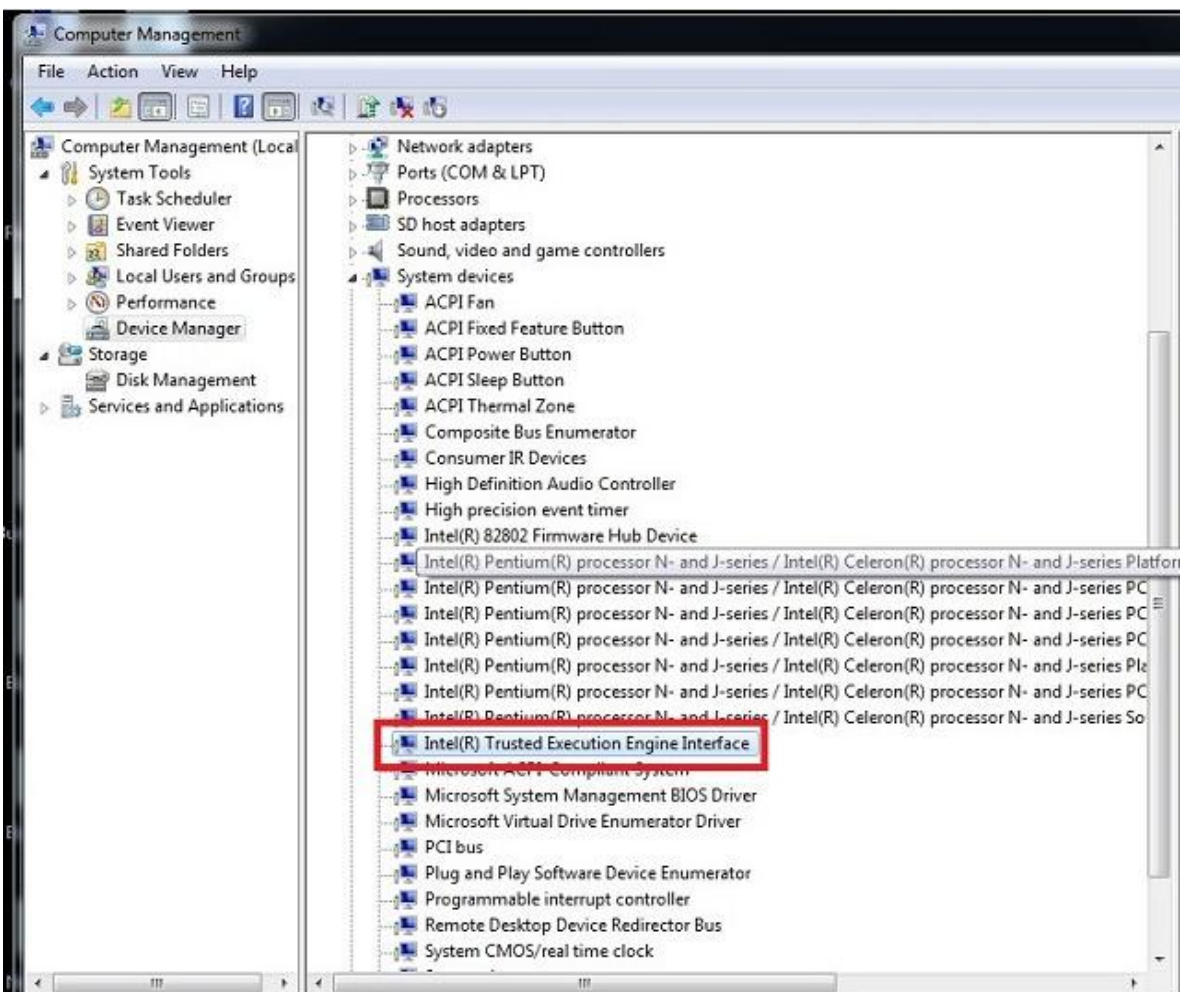 Computer Management
File Action View Help
Computer Management (Local
System Tools
Task Scheduler
Event Viewer
Shared Folders
Local Users and Groups
Performance
Device Manager
Storage
Disk Management
Services and Applications
Network adapters
Ports (COM & LPT)
Processors
SD host adapters
Sound, video and game controllers
System devices
ACPI Fan
ACPI Fixed Feature Button
ACPI Power Button
ACPI Sleep Button
ACPI Thermal Zone
Composite Bus Enumerator
Consumer IR Devices
High Definition Audio Controller
High precision event timer
Intel(R) 82802 Firmware Hub Device
Intel(R) Pentium(R) processor N- and J-series / Intel(R) Celeron(R) processor N- and J-series Platforr
Intel(R) Pentium(R) processor N- and J-series / Intel(R) Celeron(R) processor N- and J-series PC
Intel(R) Pentium(R) processor N- and J-series / Intel(R) Celeron(R) processor N- and J-series PC
Intel(R) Pentium(R) processor N- and J-series / Intel(R) Celeron(R) processor N- and J-series PC
Intel(R) Pentium(R) processor N- and J-series / Intel(R) Celeron(R) processor N- and J-series Pla
Intel(R) Pentium(R) processor N- and J-series / Intel(R) Celeron(R) processor N- and J-series PC
Intel(R) Pentium(R) processor N- and J-series / Intel(R) Celeron(R) processor N- and J-series So
Intel(R) Trusted Execution Engine Interface
Microsoft ACPI-Compliant System
Microsoft System Management BIOS Driver
Microsoft Virtual Drive Enumerator Driver
PCI bus
Plug and Play Software Device Enumerator
Programmable interrupt controller
Remote Desktop Device Redirector Bus
System CMOS/real time clock